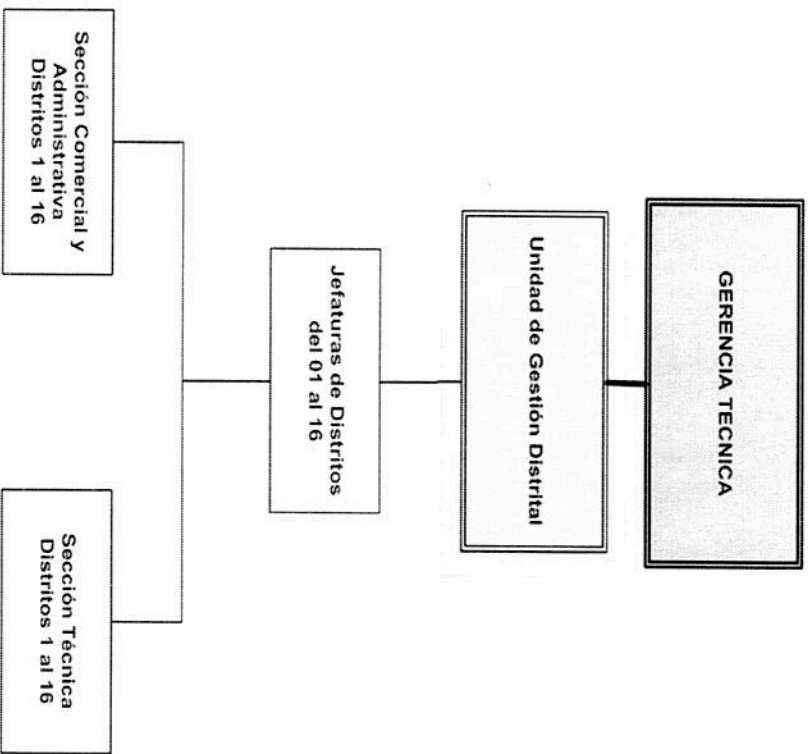 GERENCIA TECNICA
Unidad de Gestión Distrital
Jefaturas de Distritos
del 01 al 16
Sección Comercial y
Administrativa
Distritos 1 al 16
Sección Técnica
Distritos 1 al 16